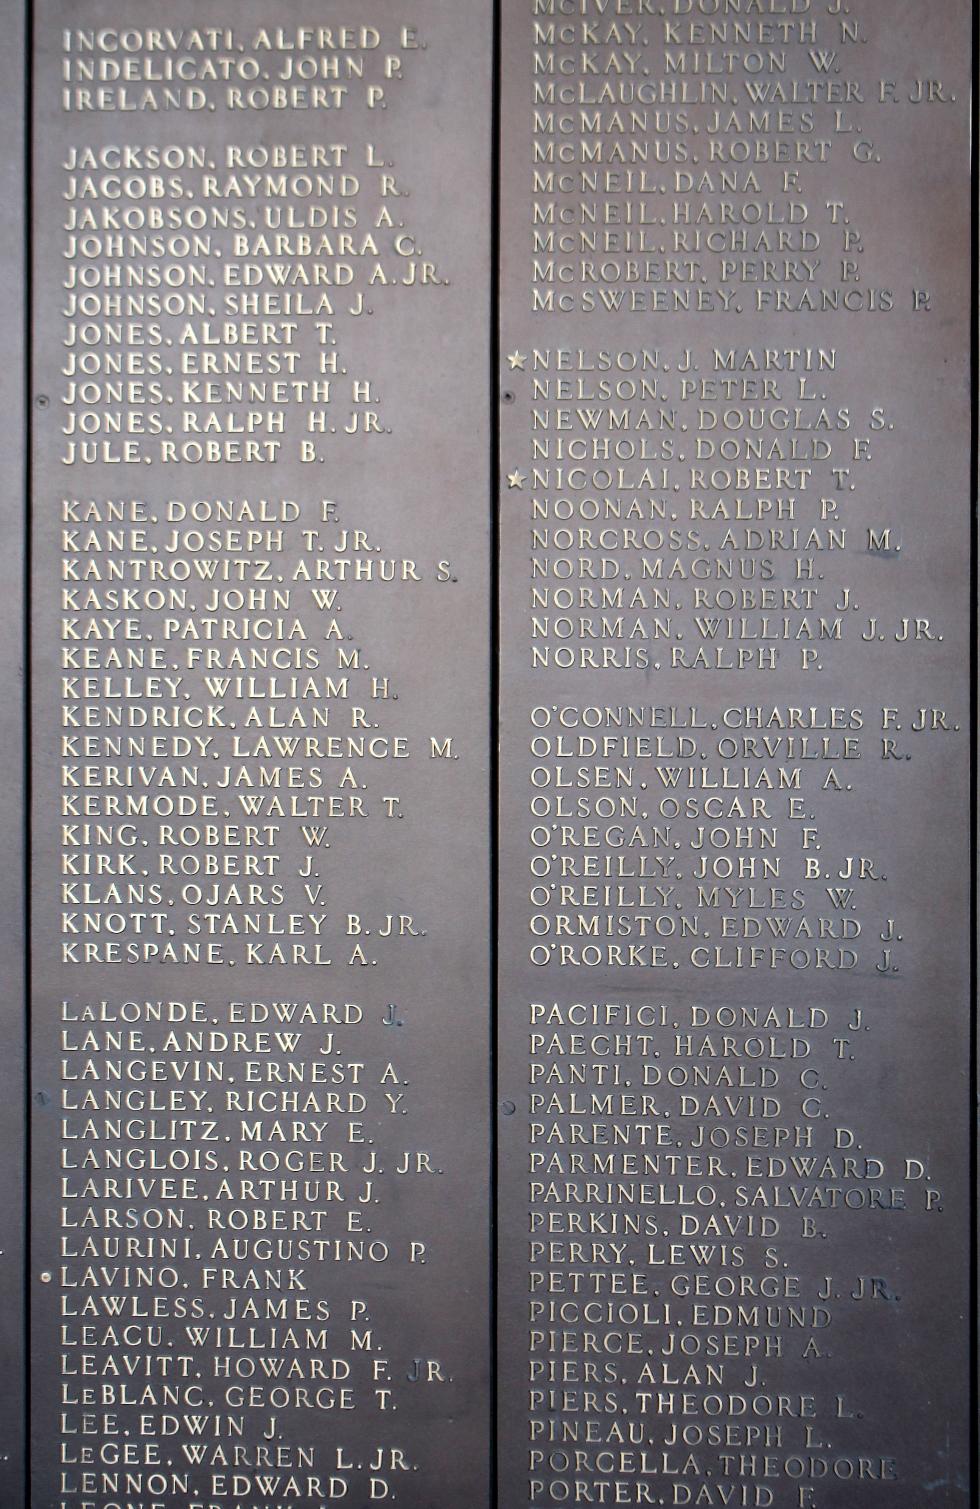 INCORVATI, ALFRED E.
INDELICATO, JOHN P.
IRELAND, ROBERT P.
JACKSON, ROBERT L.
JACOBS, RAYMOND R.
JAKOBSONS, ULDIS A.
JOHNSON, BARBARA C.
JOHNSON, EDWARD A. JR.
JOHNSON, SHEILA J.
JONES, ALBERT T.
JONES, ERNEST H.
JONES, KENNETH H.
JONES, RALPH H. JR.
JULE, ROBERT B.
KANE, DONALD F.
KANE, JOSEPH T. JR.
KANTROWITZ, ARTHUR S.
KASKON, JOHN W.
KAYE, PATRICIA A.
KEANE, FRANCIS M.
KELLEY, WILLIAM H.
KENDRICK, ALAN R.
KENNEDY, LAWRENCE M.
KERIVAN, JAMES A.
KERMODE, WALTER T.
KING, ROBERT W.
KIRK, ROBERT J.
KLANS, OJARS V.
KNOTT, STANLEY B. JR.
KRESPANE, KARL A.
LaLONDE, EDWARD J.
LANE, ANDREW J.
LANGEVIN, ERNEST A.
LANGLEY, RICHARD Y.
LANGLITZ, MARY E.
LANGLOIS, ROGER J. JR.
LARIVEE, ARTHUR J.
LARSON, ROBERT E.
LAURINI, AUGUSTINO P.
LAVINO, FRANK
LAWLESS, JAMES P.
LEACU, WILLIAM M.
LEAVITT, HOWARD F. JR.
LeBLANC, GEORGE T.
LEE, EDWIN J.
LeGEE, WARREN L. JR.
LENNON, EDWARD D.
LEONE, FRANK
McIVER, DONALD J.
McKAY, KENNETH N.
McKAY, MILTON W.
McLAUGHLIN, WALTER F. JR.
McMANUS, JAMES L.
McMANUS, ROBERT G.
McNEIL, DANA F.
McNEIL, HAROLD T.
McNEIL, RICHARD P.
McROBERT, PERRY P.
McSWEENEY, FRANCIS P.
★NELSON, J. MARTIN
NELSON, PETER L.
NEWMAN, DOUGLAS S.
NICHOLS, DONALD F.
★NICOLAI, ROBERT T.
NOONAN, RALPH P.
NORCROSS, ADRIAN M.
NORD, MAGNUS H.
NORMAN, ROBERT J.
NORMAN, WILLIAM J. JR.
NORRIS, RALPH P.
O'CONNELL, CHARLES F. JR.
OLDFIELD, ORVILLE R.
OLSEN, WILLIAM A.
OLSON, OSCAR E.
O'REGAN, JOHN F.
O'REILLY, JOHN B. JR.
O'REILLY, MYLES W.
ORMISTON, EDWARD J.
O'RORKE, CLIFFORD J.
PACIFICI, DONALD J.
PAECHT, HAROLD T.
PANTI, DONALD C.
PALMER, DAVID C.
PARENTE, JOSEPH D.
PARMENTER, EDWARD D.
PARRINELLO, SALVATORE P.
PERKINS, DAVID B.
PERRY, LEWIS S.
PETTEE, GEORGE J. JR.
PICCIOLI, EDMUND
PIERCE, JOSEPH A.
PIERS, ALAN J.
PIERS, THEODORE L.
PINEAU, JOSEPH L.
PORCELLA, THEODORE
PORTER, DAVID F.